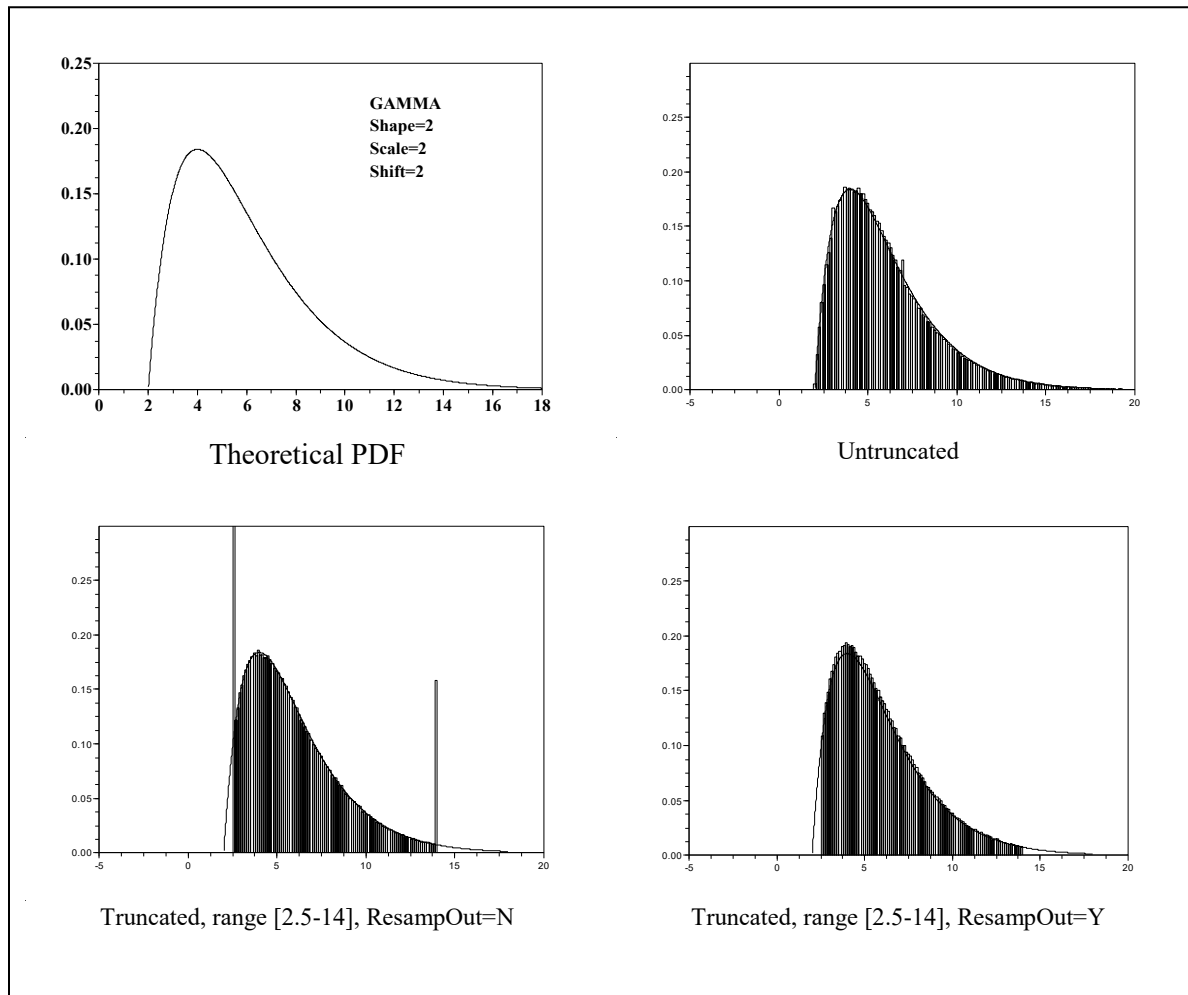 0.25
0.20
0.15
0.10
0.05
0.00
GAMMA
Shape=2
Scale=2
Shift=2
0 2 4 6 8 10 12 14 16 18
Theoretical PDF
0.25
0.20
0.15
0.10
0.05
0.00
-5 0 5 10 15 20
Untruncated
0.25
0.20
0.15
0.10
0.05
0.00
-5 0 5 10 15 20
Truncated, range [2.5-14], ResampOut=N
0.25
0.20
0.15
0.10
0.05
0.00
-5 0 5 10 15 20
Truncated, range [2.5-14], ResampOut=Y